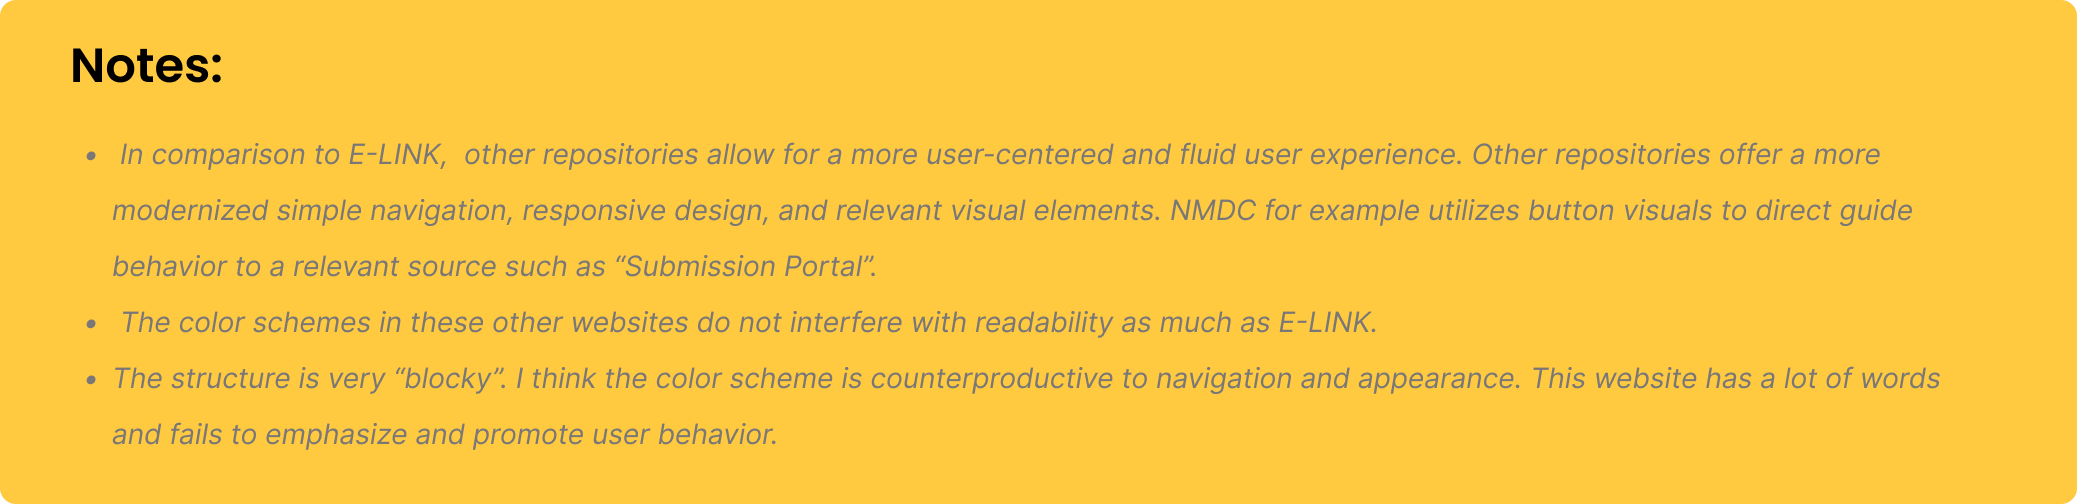 Notes:
• In comparison to E-LINK,  other repositories allow for a more user-centered and fluid user experience. Other repositories offer a more
modernized simple navigation, responsive design, and relevant visual elements. NMDC for example utilizes button visuals to direct guide
behavior to a relevant source such as “Submission Portal”.
• The color schemes in these other websites do not interfere with readability as much as E-LINK.
• The structure is very “blocky”. I think the color scheme is counterproductive to navigation and appearance. This website has a lot of words
and fails to emphasize and promote user behavior.